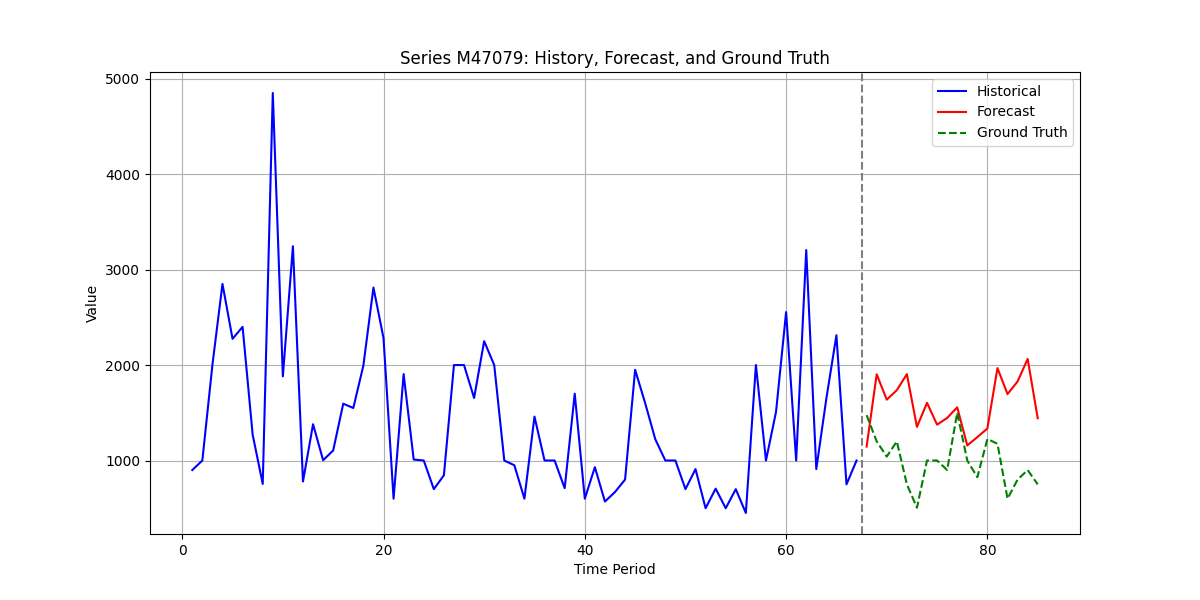 Series M47079: History, Forecast, and Ground Truth
5000
4000
3000
2000
1000
Value
Historical
Forecast
Ground Truth
0
20
40
60
80
Time Period